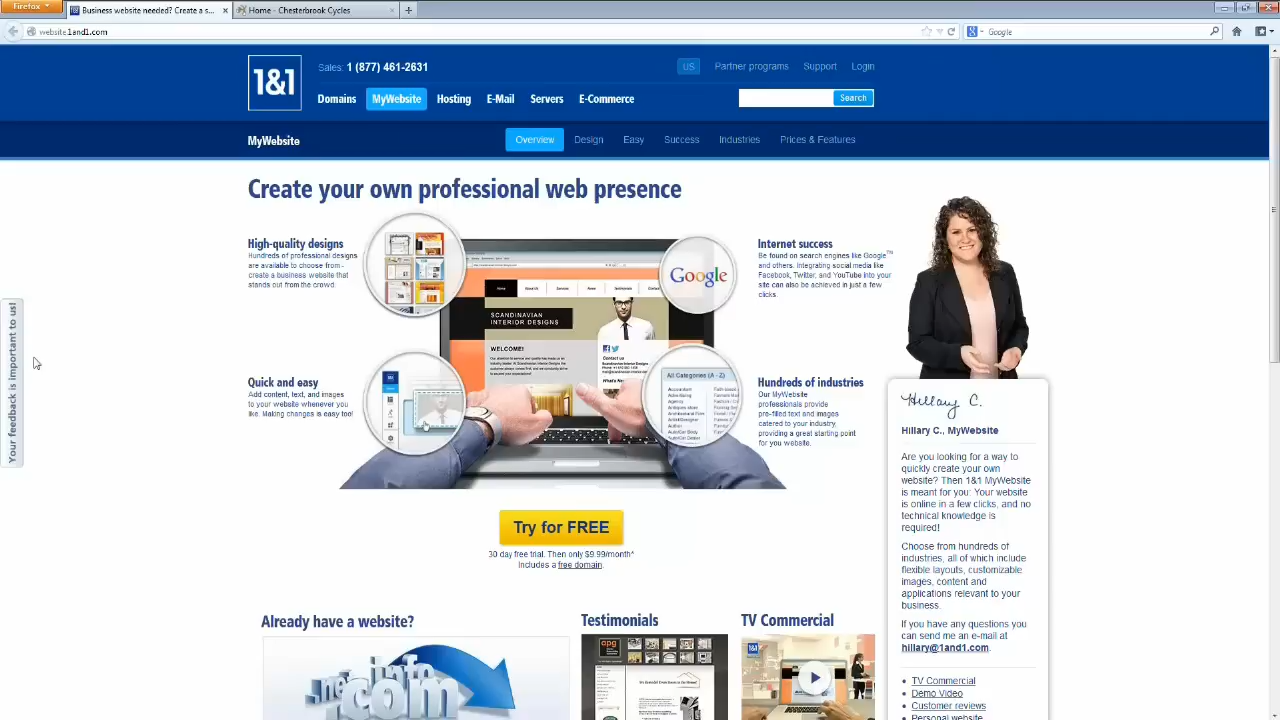 Firefox
Business website needed? Create a s...
Home - Chesterbrook Cycles
website.1and1.com
Google
1&1
Sales: 1 (877) 461-2631
US
Partner programs
Support
Login
Domains
MyWebsite
Hosting
E-Mail
Servers
E-Commerce
Search
MyWebsite
Overview
Design
Easy
Success
Industries
Prices & Features
Create your own professional web presence
High-quality designs
Hundreds of professional designs
are available to choose from -
create a business website that
stands out from the crowd.
Quick and easy
Add content, text, and images
to your website whenever you
like. Making changes is easy too!
Google
SCANDINAVIAN
INTERIOR DESIGNS
WELCOME!
Contact us
All Categories (A - Z)
Internet success
Be found on search engines like Google™
and others. Integrating social media like
Facebook, Twitter, and YouTube into your
site can also be achieved in just a few
clicks.
Hundreds of industries
Our MyWebsite
professionals provide
pre-filled text and images
catered to your industry,
providing a great starting point
for you website.
Your feedback is important to us!
Try for FREE
30 day free trial. Then only $9.99/month*
Includes a free domain.
Hillary C.
Hillary C., MyWebsite
Are you looking for a way to
quickly create your own
website? Then 1&1 MyWebsite
is meant for you: Your website
is online in a few clicks, and no
technical knowledge is
required!
Choose from hundreds of
industries, all of which include
flexible layouts, customizable
images, content and
applications relevant to your
business.
If you have any questions you
can send me an e-mail at
hillary@1and1.com.
TV Commercial
Demo Video
Customer reviews
Personal website
Already have a website?
Testimonials
TV Commercial
apg
.com